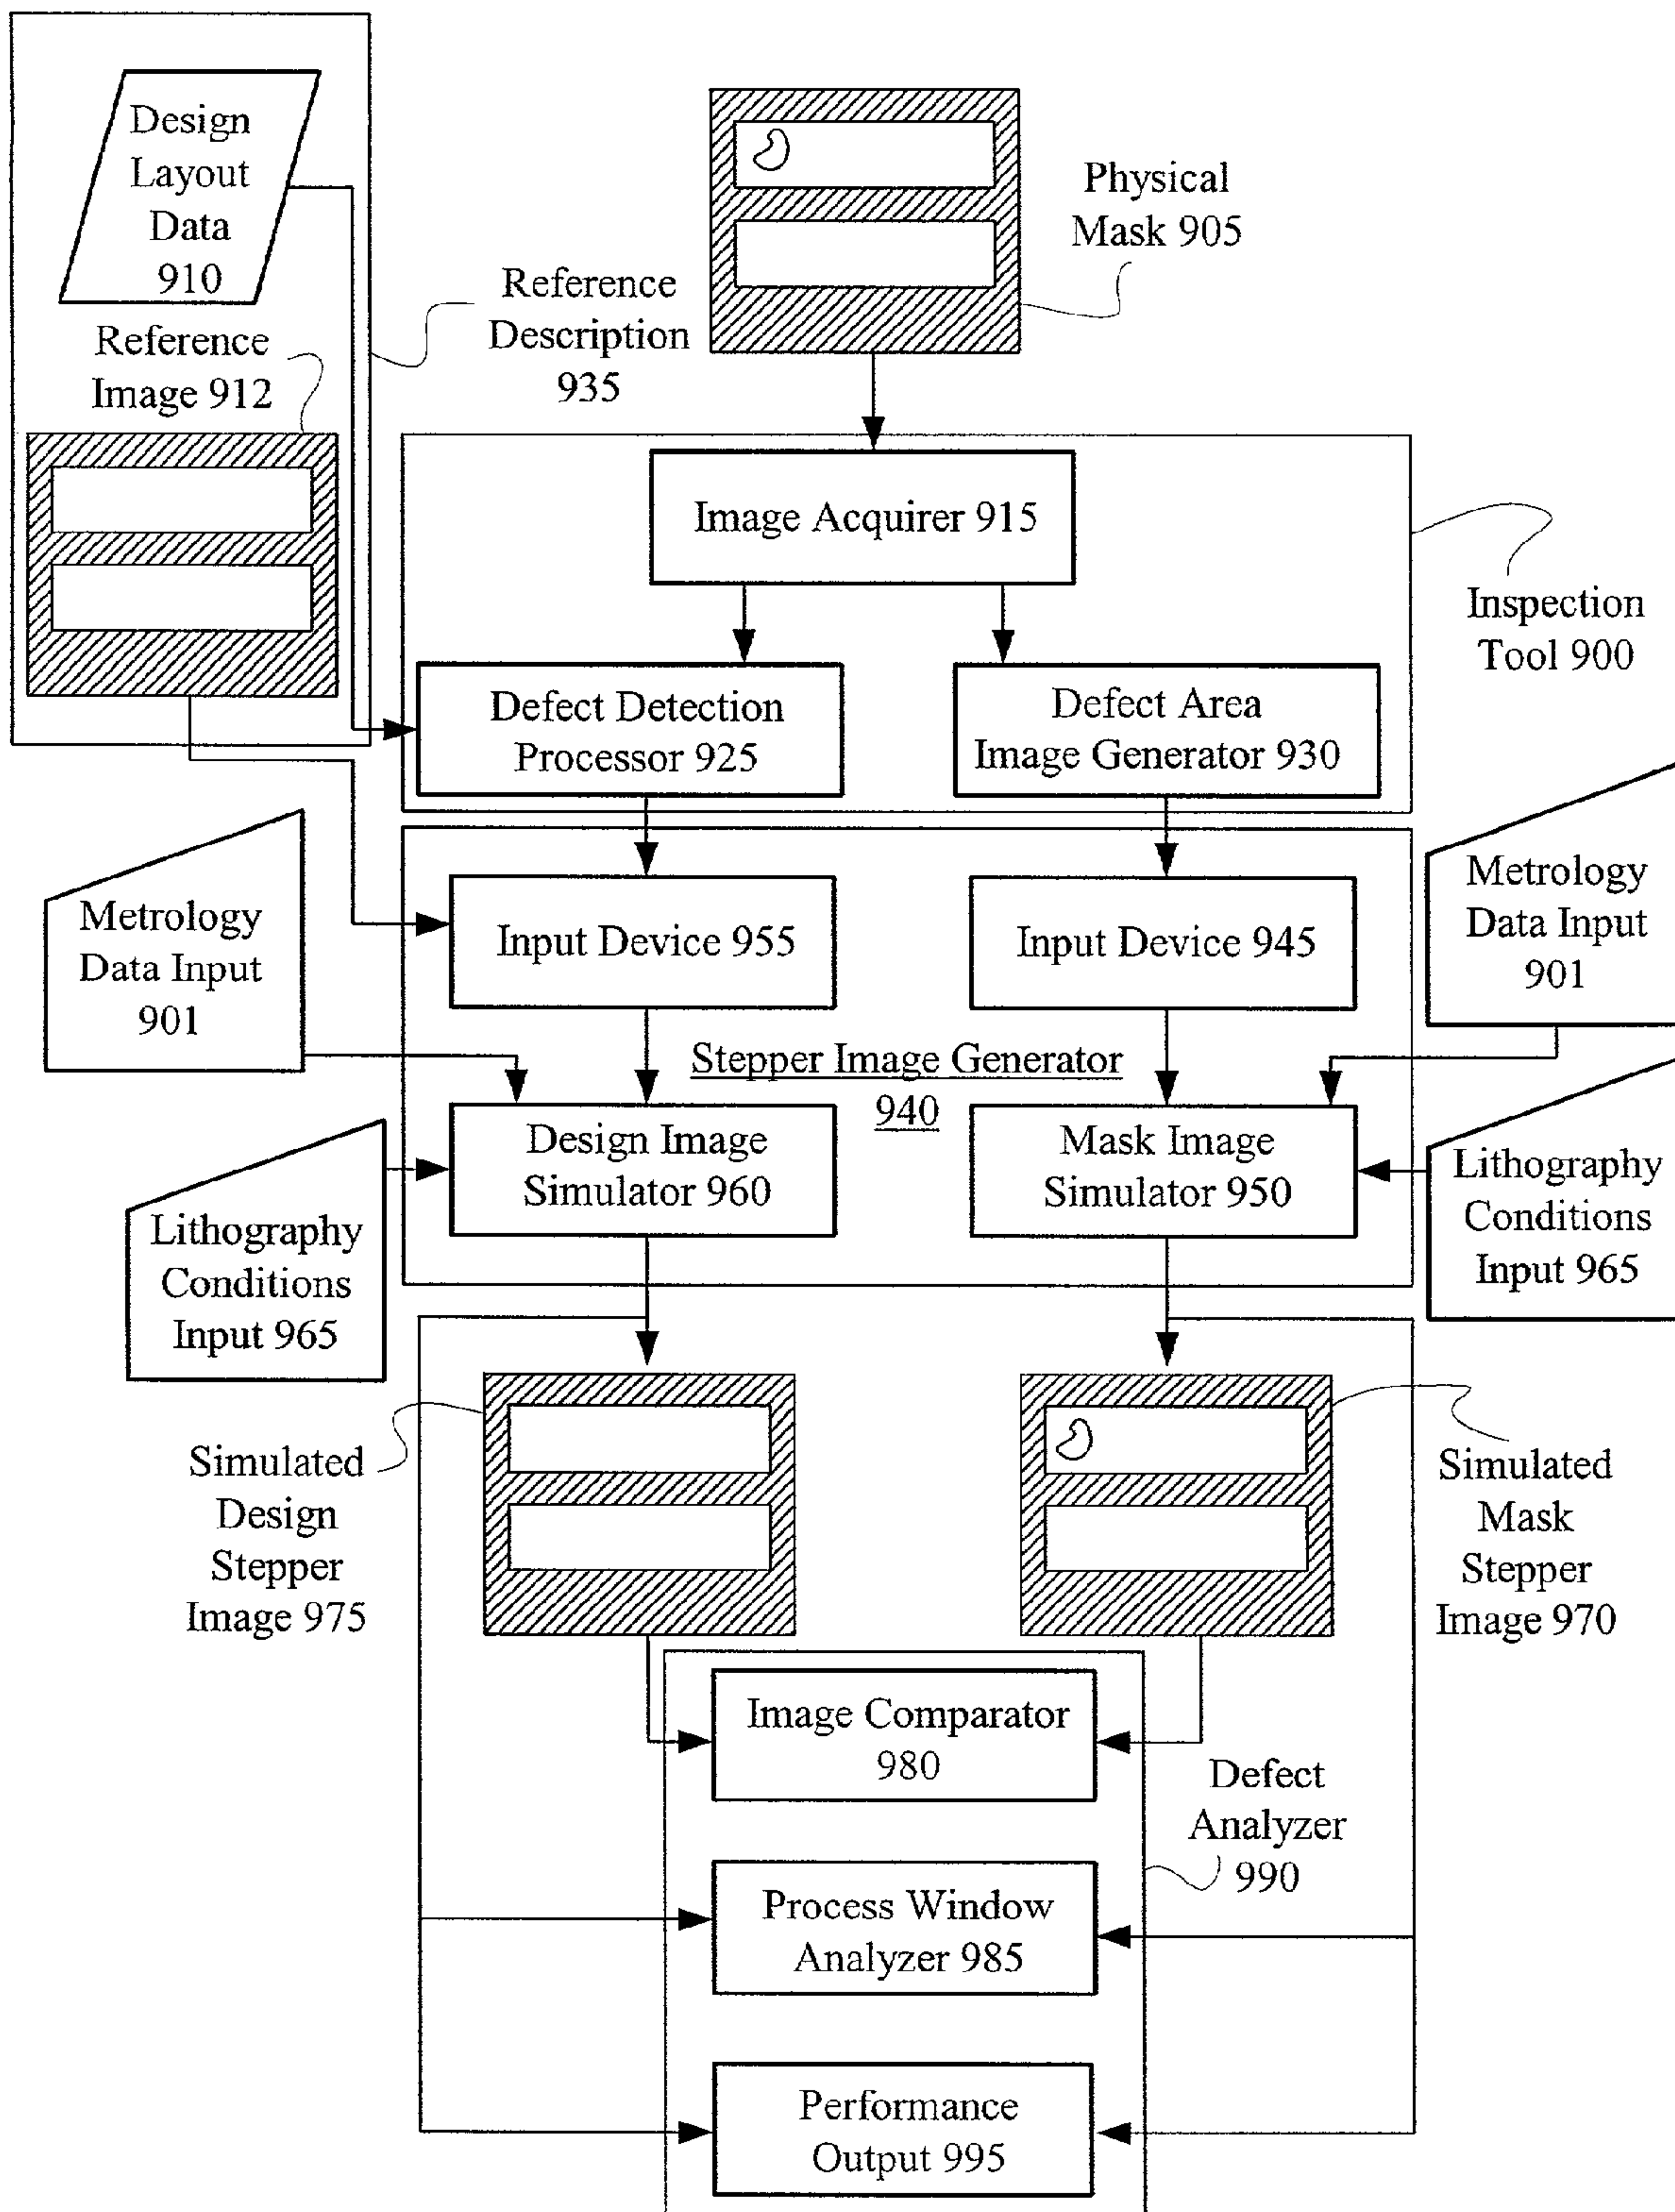 Design
Layout
Data
910
Physical
Mask 905
Reference
Description
935
Reference
Image 912
Image Acquirer 915
Inspection
Tool 900
Defect Detection
Processor 925
Defect Area
Image Generator 930
Metrology
Data Input
901
Input Device 955
Input Device 945
Metrology
Data Input
901
Stepper Image Generator
940
Design Image
Simulator 960
Mask Image
Simulator 950
Lithography
Conditions
Input 965
Lithography
Conditions
Input 965
Simulated
Design
Stepper
Image 975
Simulated
Mask
Stepper
Image 970
Image Comparator
980
Defect
Analyzer
990
Process Window
Analyzer 985
Performance
Output 995